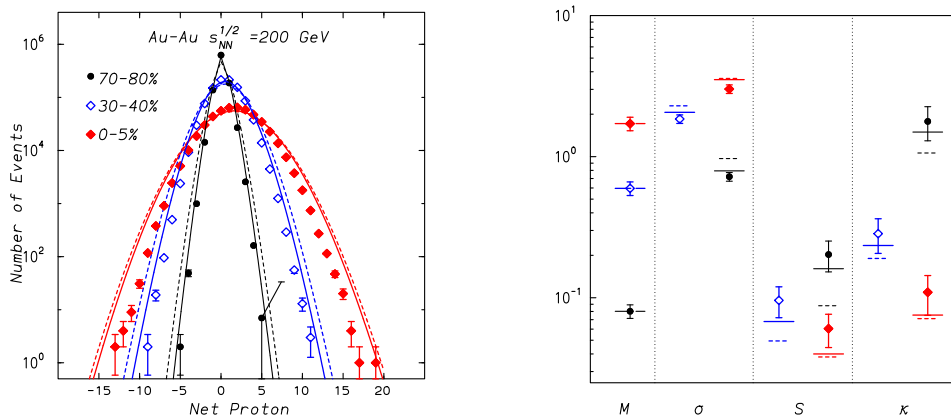 Au-Au s_NN^1/2 =200 GeV
70-80%
30-40%
0-5%
Number of Events
10^6
10^4
10^2
10^0
-15 -10 -5 0 5 10 15 20
Net Proton
10^1
10^0
10^-1
M σ S κ